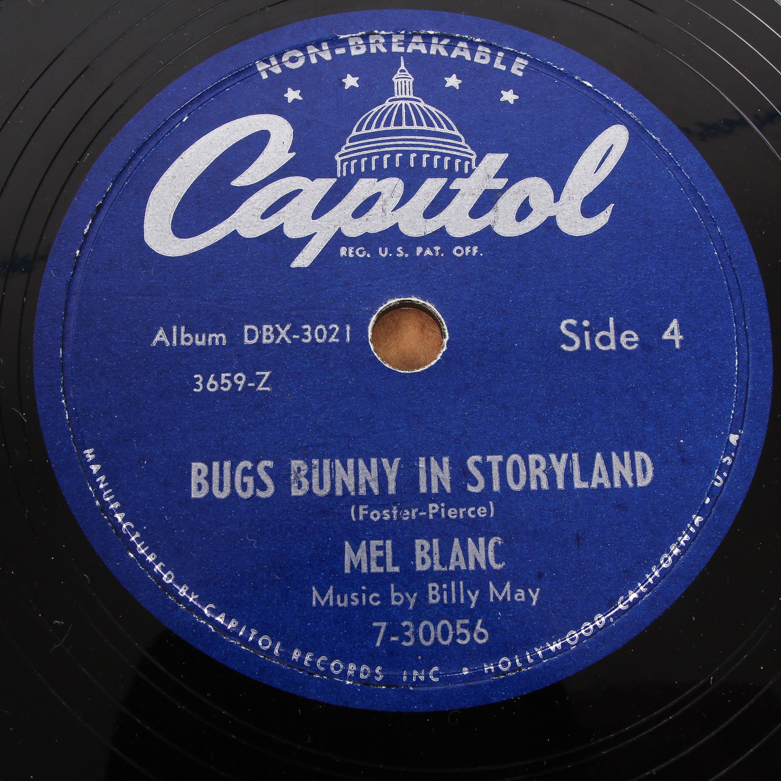 NON-BREAKABLE
Capitol
REG. U.S. PAT. OFF.
Album DBX-3021
Side 4
3659-Z
BUGS BUNNY IN STORYLAND
(Foster-Pierce)
MEL BLANC
Music by Billy May
7-30056
MANUFACTURED BY CAPITOL RECORDS INC • HOLLYWOOD, CALIFORNIA • U.S.A